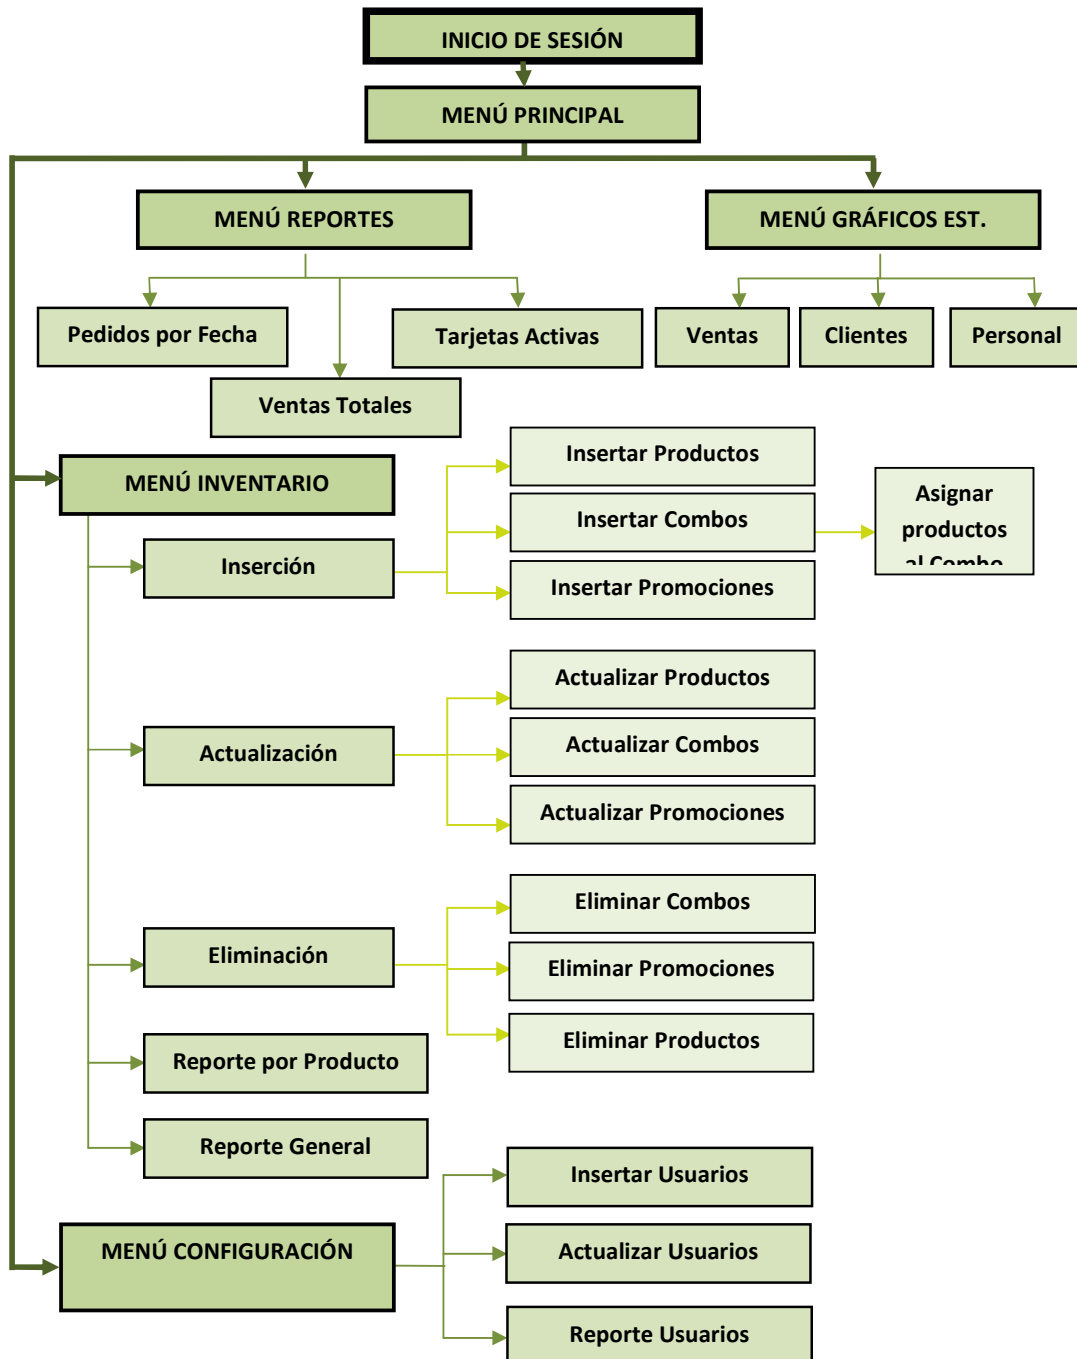 INICIO DE SESIÓN
MENÚ PRINCIPAL
MENÚ REPORTES
MENÚ GRÁFICOS EST.
Pedidos por Fecha
Tarjetas Activas
Ventas
Clientes
Personal
Ventas Totales
MENÚ INVENTARIO
Insertar Productos
Insertar Combos
Asignar
productos
al Combo
Inserción
Insertar Promociones
Actualizar Productos
Actualización
Actualizar Combos
Actualizar Promociones
Eliminar Combos
Eliminación
Eliminar Promociones
Eliminar Productos
Reporte por Producto
Reporte General
Insertar Usuarios
MENÚ CONFIGURACIÓN
Actualizar Usuarios
Reporte Usuarios